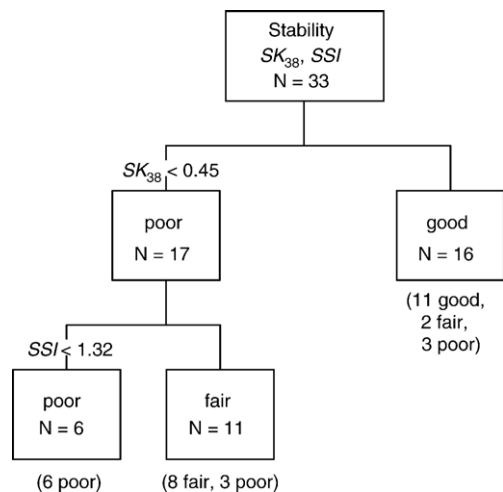 Stability
SK38, SSI
N = 33
SK38 < 0.45
poor
N = 17
good
N = 16
(11 good,
2 fair,
3 poor)
SSI < 1.32
poor
N = 6
fair
N = 11
(6 poor)
(8 fair, 3 poor)